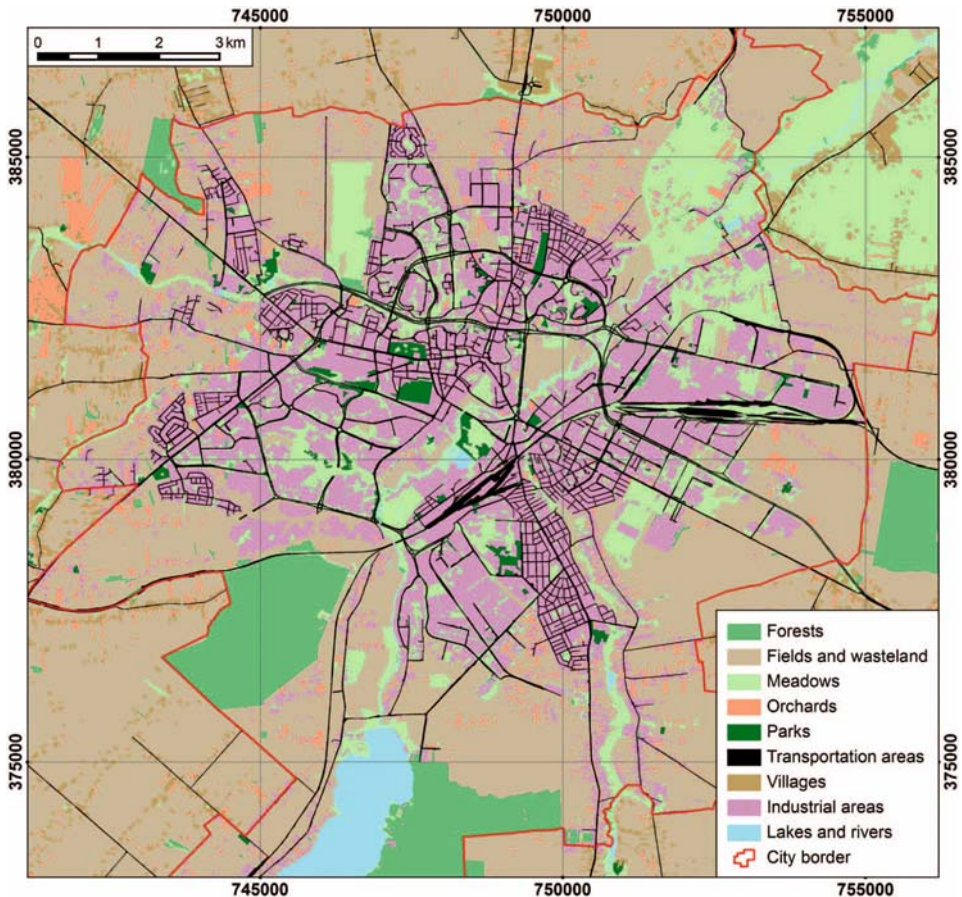 745000 750000 755000
0 1 2 3 km
385000 385000
380000 380000
Forests
Fields and wasteland
Meadows
Orchards
Parks
375000 Transportation areas 375000
Villages
Industrial areas
Lakes and rivers
City border
745000 750000 755000